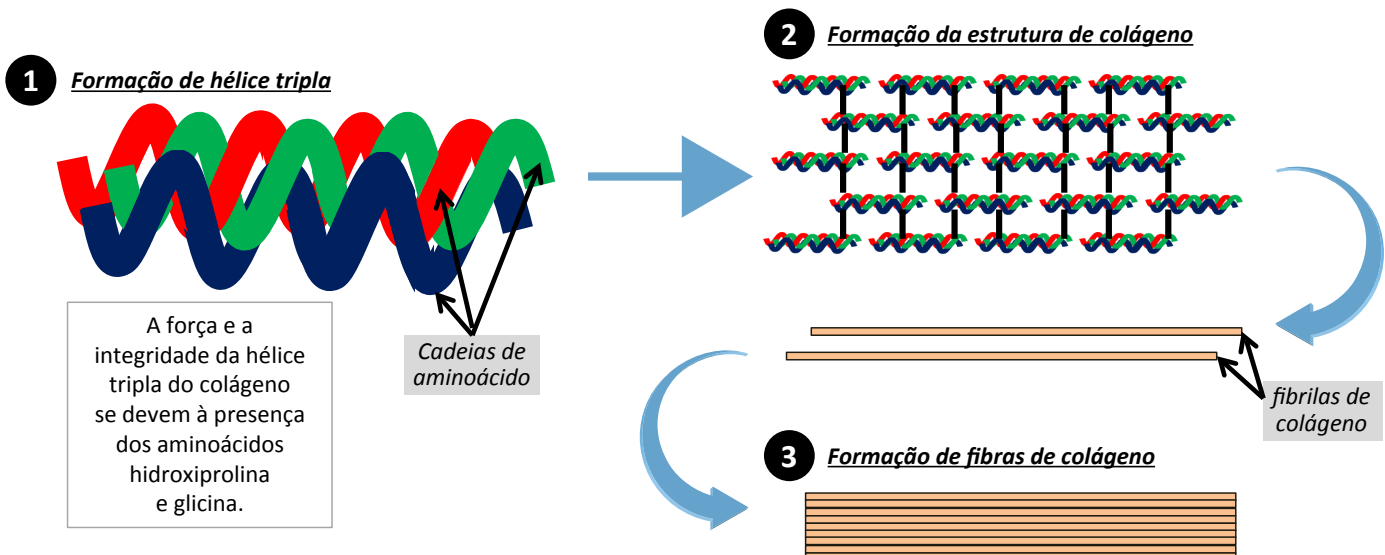 1
Formação de hélice tripla
A força e a
integridade da hélice
tripla do colágeno
se devem à presença
dos aminoácidos
hidroxiprolina
e glicina.
Cadeias de
aminoácido
2
Formação da estrutura de colágeno
fibrilas de
colágeno
3
Formação de fibras de colágeno